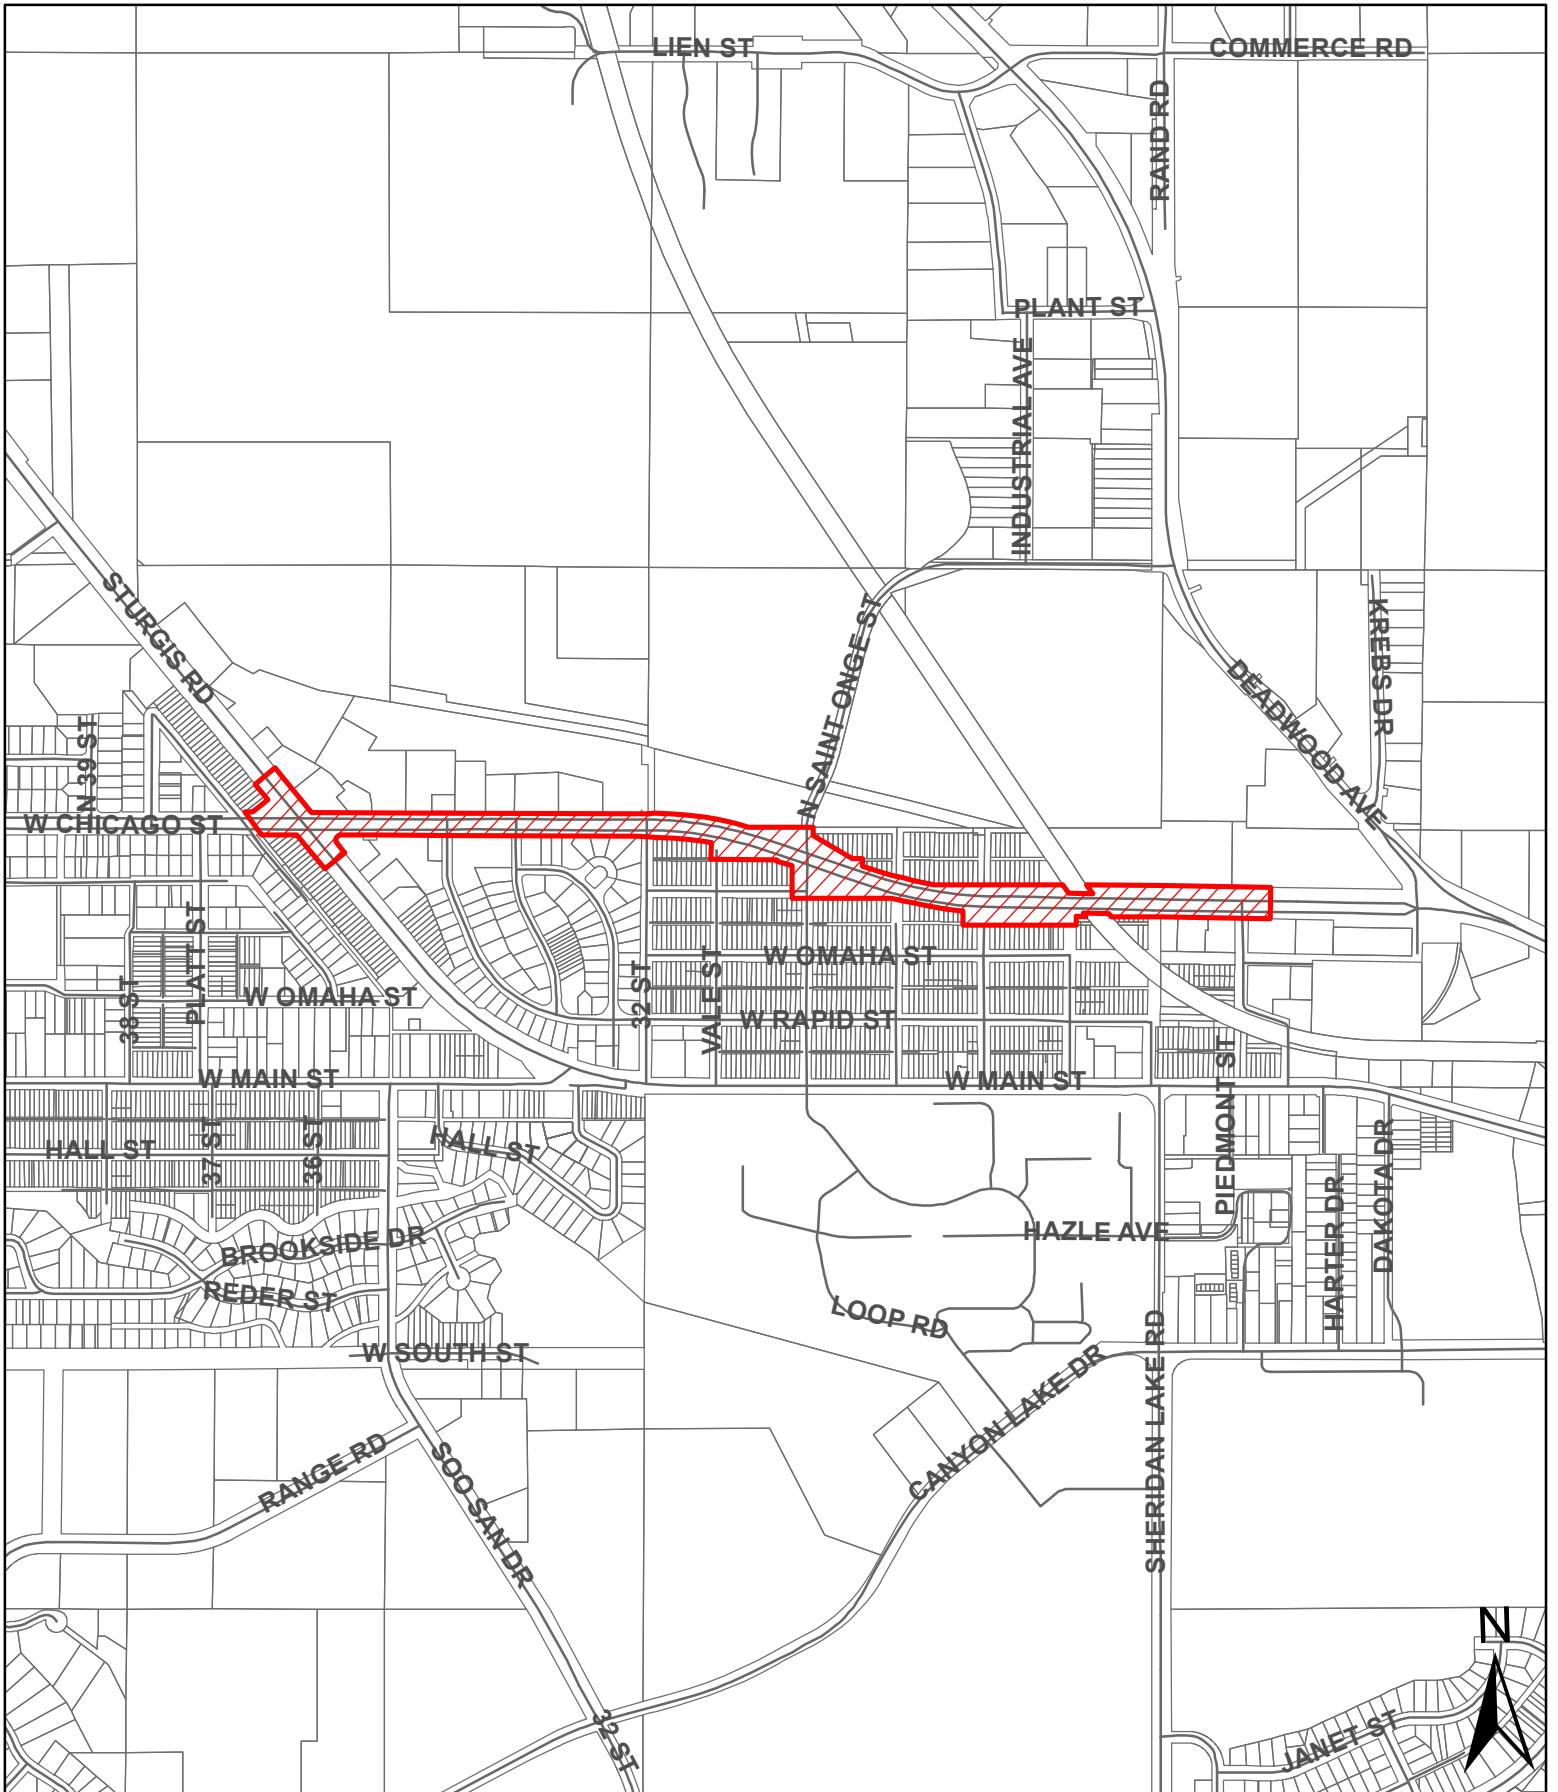 LIEN ST
COMMERCE RD
RAND RD
PLANT ST
INDUSTRIAL AVE
STURGIS RD
N SAINT ONGE ST
KREBS DR
DEADWOOD AVE
N 39 ST
W CHICAGO ST
PLATT ST
38 ST
W OMAHA ST
W OMAHA ST
32 ST
VALE ST
W RAPID ST
W MAIN ST
W MAIN ST
PIEDMONT ST
HALL ST
37 ST
36 ST
HALL ST
DAKOTA DR
HARTER DR
BROOKSIDE DR
HAZLE AVE
REDER ST
LOOP RD
W SOUTH ST
CANYON LAKE DR
SHERIDAN LAKE RD
RANGE RD
SOO SAN DR
32 ST
JANET ST
N